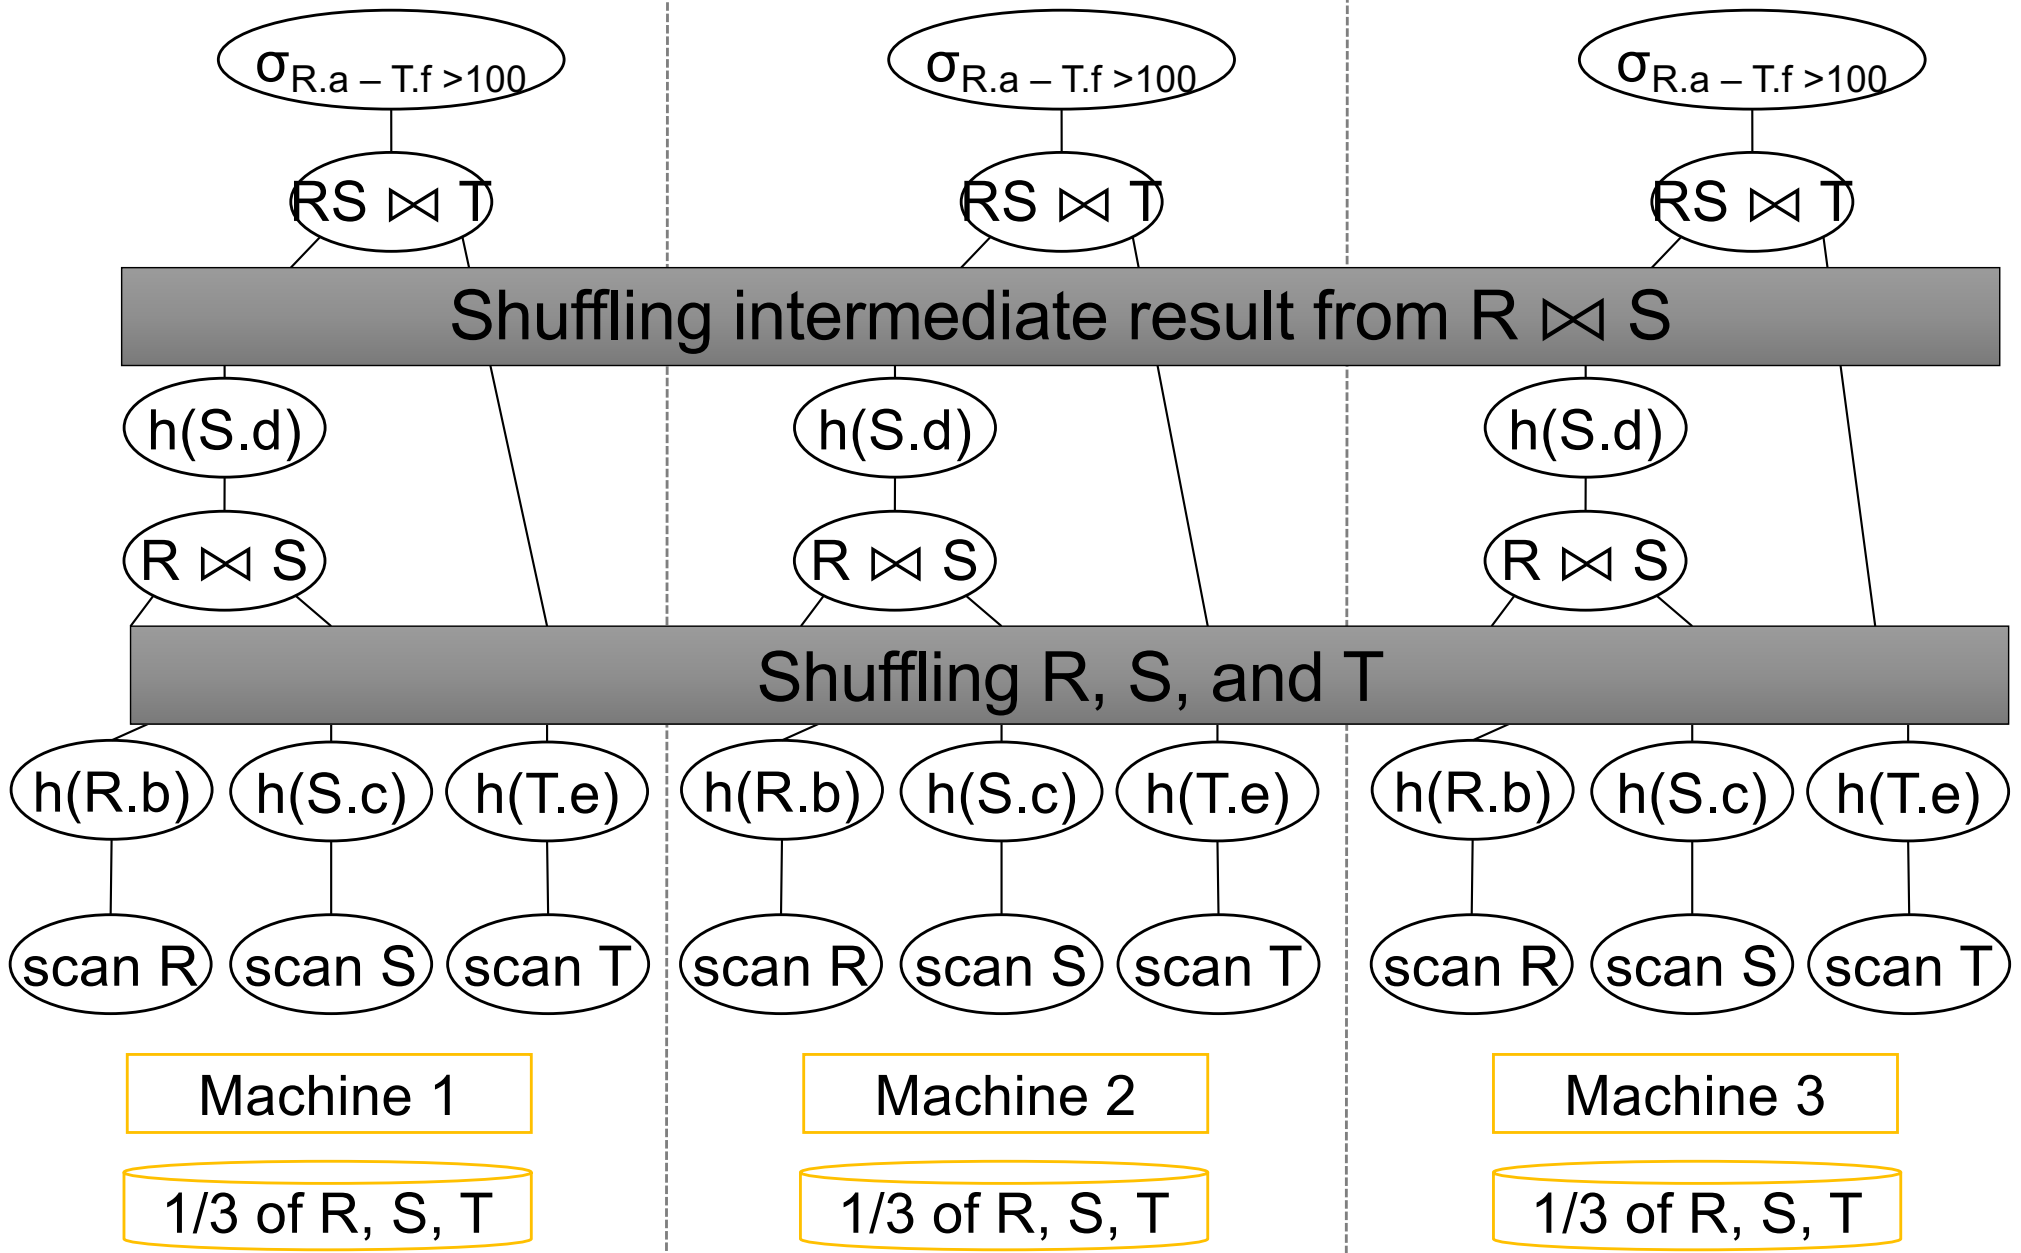 σR.a – T.f >100 σR.a – T.f >100 σR.a – T.f >100
RS ⋈ T RS ⋈ T RS ⋈ T
Shuffling intermediate result from R ⋈ S
h(S.d) h(S.d) h(S.d)
R ⋈ S R ⋈ S R ⋈ S
Shuffling R, S, and T
h(R.b) h(S.c) h(T.e) h(R.b) h(S.c) h(T.e) h(R.b) h(S.c) h(T.e)
scan R scan S scan T scan R scan S scan T scan R scan S scan T
Machine 1 Machine 2 Machine 3
1/3 of R, S, T 1/3 of R, S, T 1/3 of R, S, T